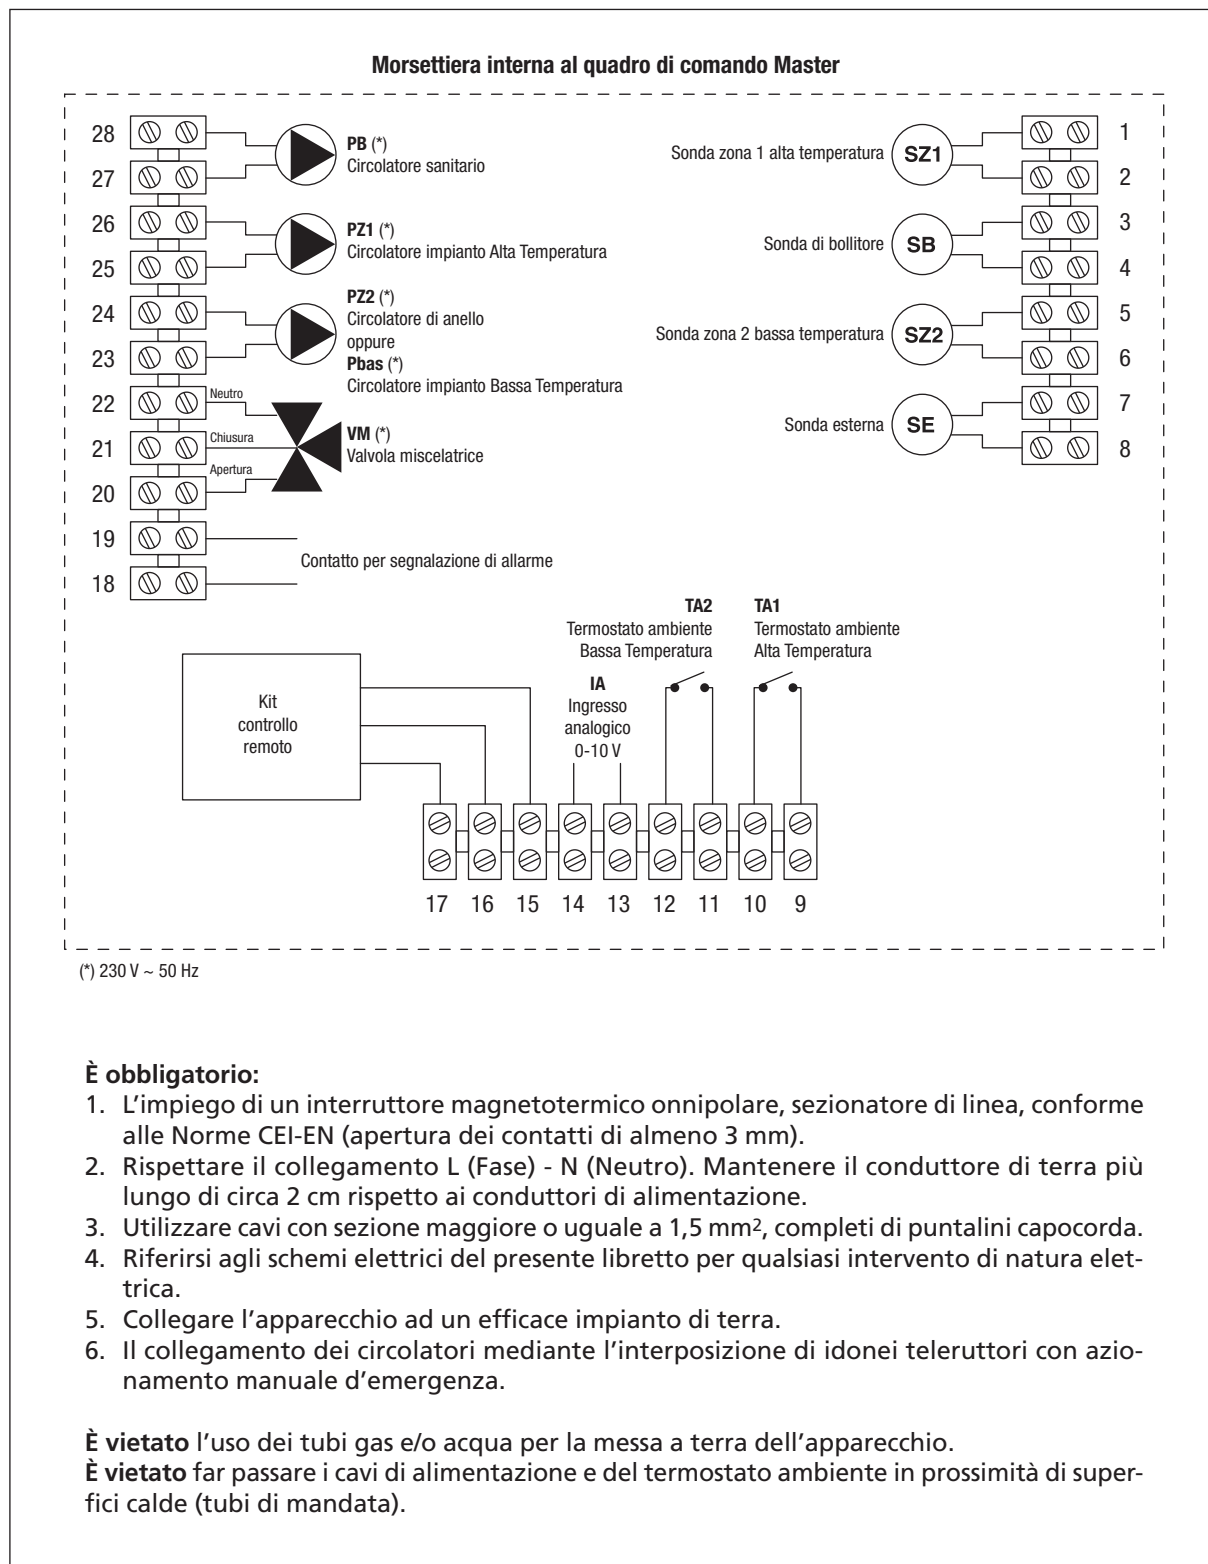 Morsettiera interna al quadro di comando Master
28
27
26
25
24
23
22
21
20
19
18
PB (*)
Circolatore sanitario
PZ1 (*)
Circolatore impianto Alta Temperatura
PZ2 (*)
Circolatore di anello
oppure
Pbas (*)
Circolatore impianto Bassa Temperatura
Neutro
Chiusura
Apertura
VM (*)
Valvola miscelatrice
Contatto per segnalazione di allarme
Sonda zona 1 alta temperatura
SZ1
Sonda di bollitore
SB
Sonda zona 2 bassa temperatura
SZ2
Sonda esterna
SE
1
2
3
4
5
6
7
8
Kit
controllo
remoto
IA
Ingresso
analogico
0-10 V
TA2
Termostato ambiente
Bassa Temperatura
TA1
Termostato ambiente
Alta Temperatura
17 16 15 14 13 12 11 10 9
(*) 230 V ~ 50 Hz
È obbligatorio:
1. L'impiego di un interruttore magnetotermico onnipolare, sezionatore di linea, conforme
alle Norme CEI-EN (apertura dei contatti di almeno 3 mm).
2. Rispettare il collegamento L (Fase) - N (Neutro). Mantenere il conduttore di terra più
lungo di circa 2 cm rispetto ai conduttori di alimentazione.
3. Utilizzare cavi con sezione maggiore o uguale a 1,5 mm², completi di puntalini capocorda.
4. Riferirsi agli schemi elettrici del presente libretto per qualsiasi intervento di natura elet-
trica.
5. Collegare l'apparecchio ad un efficace impianto di terra.
6. Il collegamento dei circolatori mediante l'interposizione di idonei teleruttori con azio-
namento manuale d'emergenza.
È vietato l'uso dei tubi gas e/o acqua per la messa a terra dell'apparecchio.
È vietato far passare i cavi di alimentazione e del termostato ambiente in prossimità di super-
fici calde (tubi di mandata).